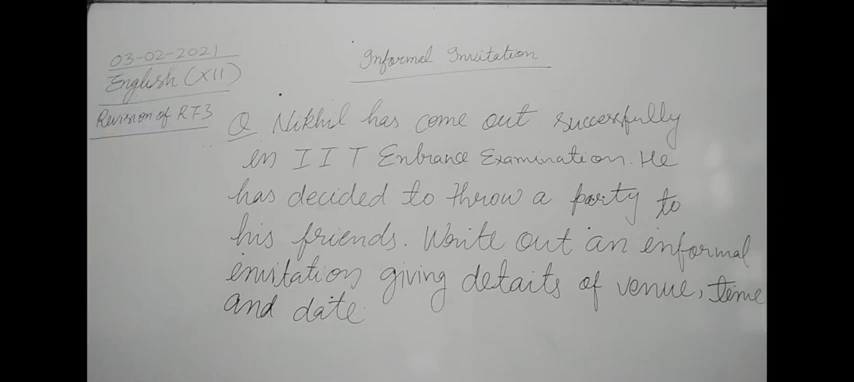 03-02-2021
English (XII)
Revision of RF3
Informal Invitation
Q Nikhil has come out successfully
in IIT Entrance Examination. He
has decided to throw a party to
his friends. Write out an informal
invitation giving details of venue, time
and date.